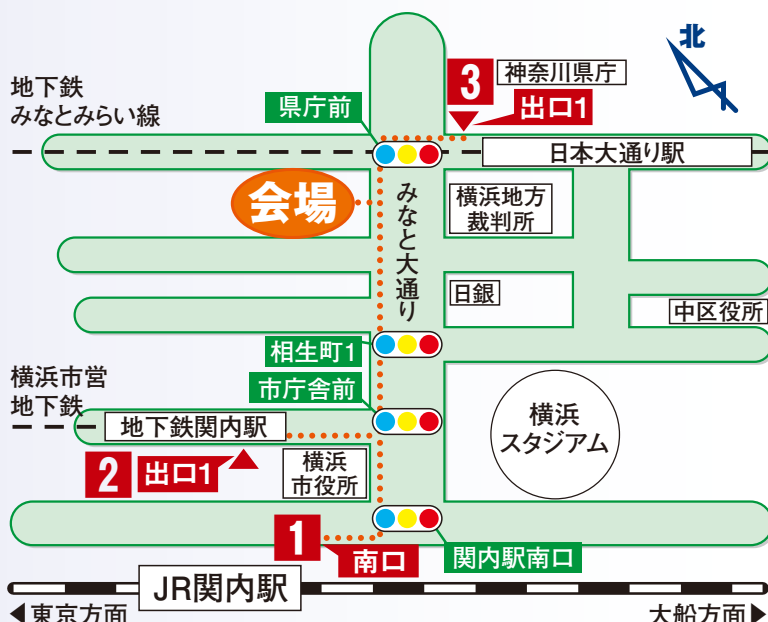 北
地下鉄
みなとみらい線
県庁前
3
神奈川県庁
出口1
日本大通り駅
会場
みなと大通り
横浜地方
裁判所
日銀
中区役所
相生町1
横浜市営
地下鉄
市庁舎前
地下鉄関内駅
横浜
スタジアム
2
出口1
横浜
市役所
1
南口
関内駅南口
JR関内駅
◀東京方面
大船方面▶